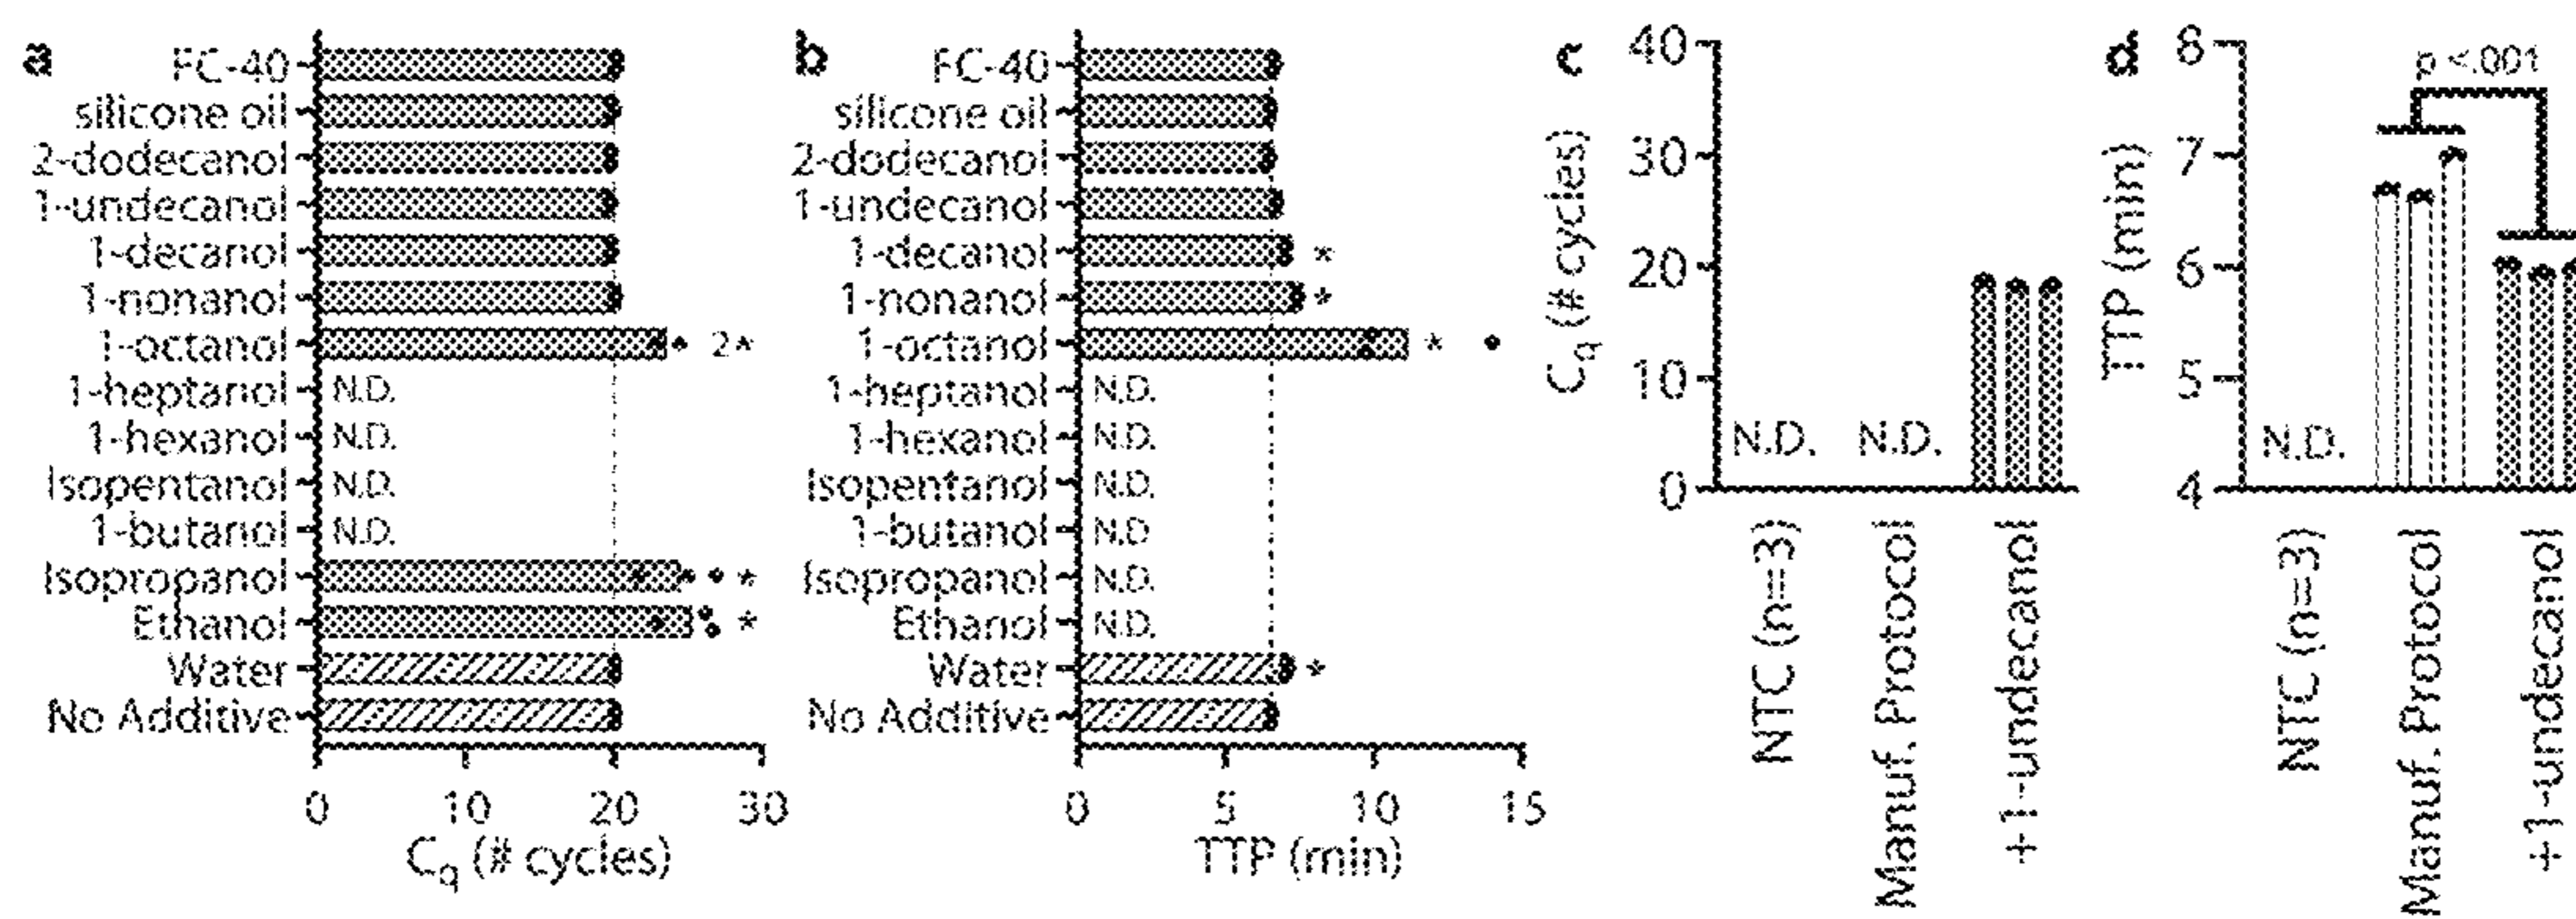 a
FC-40
silicone oil
2-dodecanol
1-undecanol
1-decanol
1-nonanol
1-octanol 2*
1-heptanol N.D.
1-hexanol N.D.
Isopentanol N.D.
1-butanol N.D.
Isopropanol *
Ethanol *
Water
No Additive
0 10 20 30
Cq (# cycles)
b
FC-40
silicone oil
2-dodecanol
1-undecanol
1-decanol *
1-nonanol *
1-octanol *
1-heptanol N.D.
1-hexanol N.D.
Isopentanol N.D.
1-butanol N.D
Isopropanol N.D.
Ethanol N.D.
Water *
No Additive
0 5 10 15
TTP (min)
c
Cq (# cycles)
40
30
20
10
0
N.D. N.D.
NTC (n=3)
Manuf. Protocol
+1-undecanol
d
TTP (min)
8
7
6
5
4
p <.001
N.D.
NTC (n=3)
Manuf. Protocol
+1-undecanol